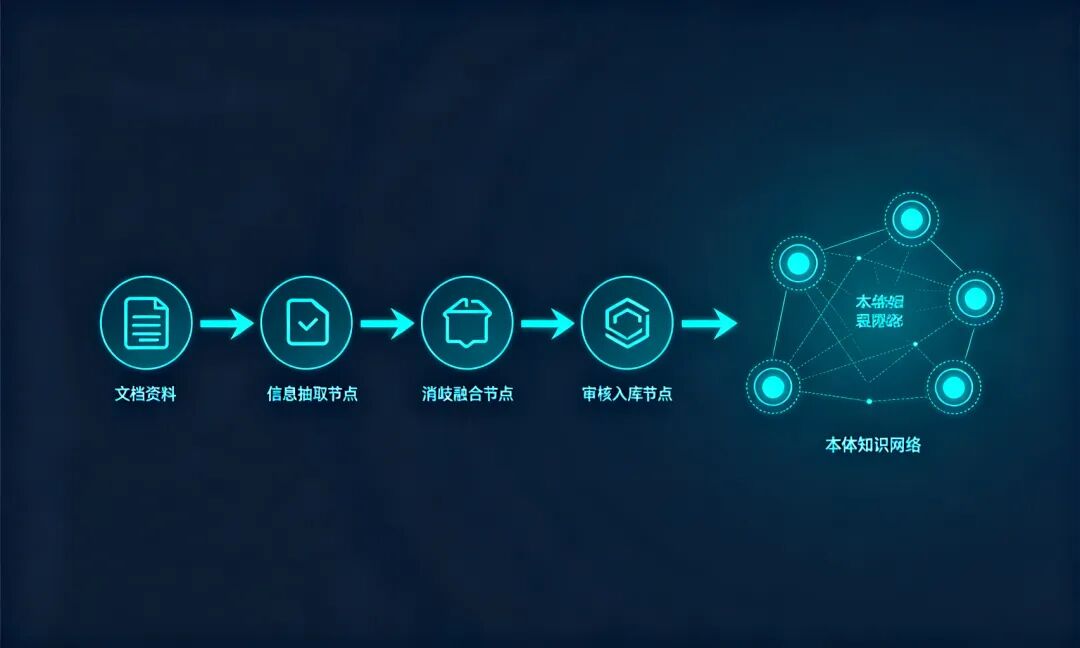 文档资料
信息抽取节点
消歧融合节点
审核入库节点
本体知识网络